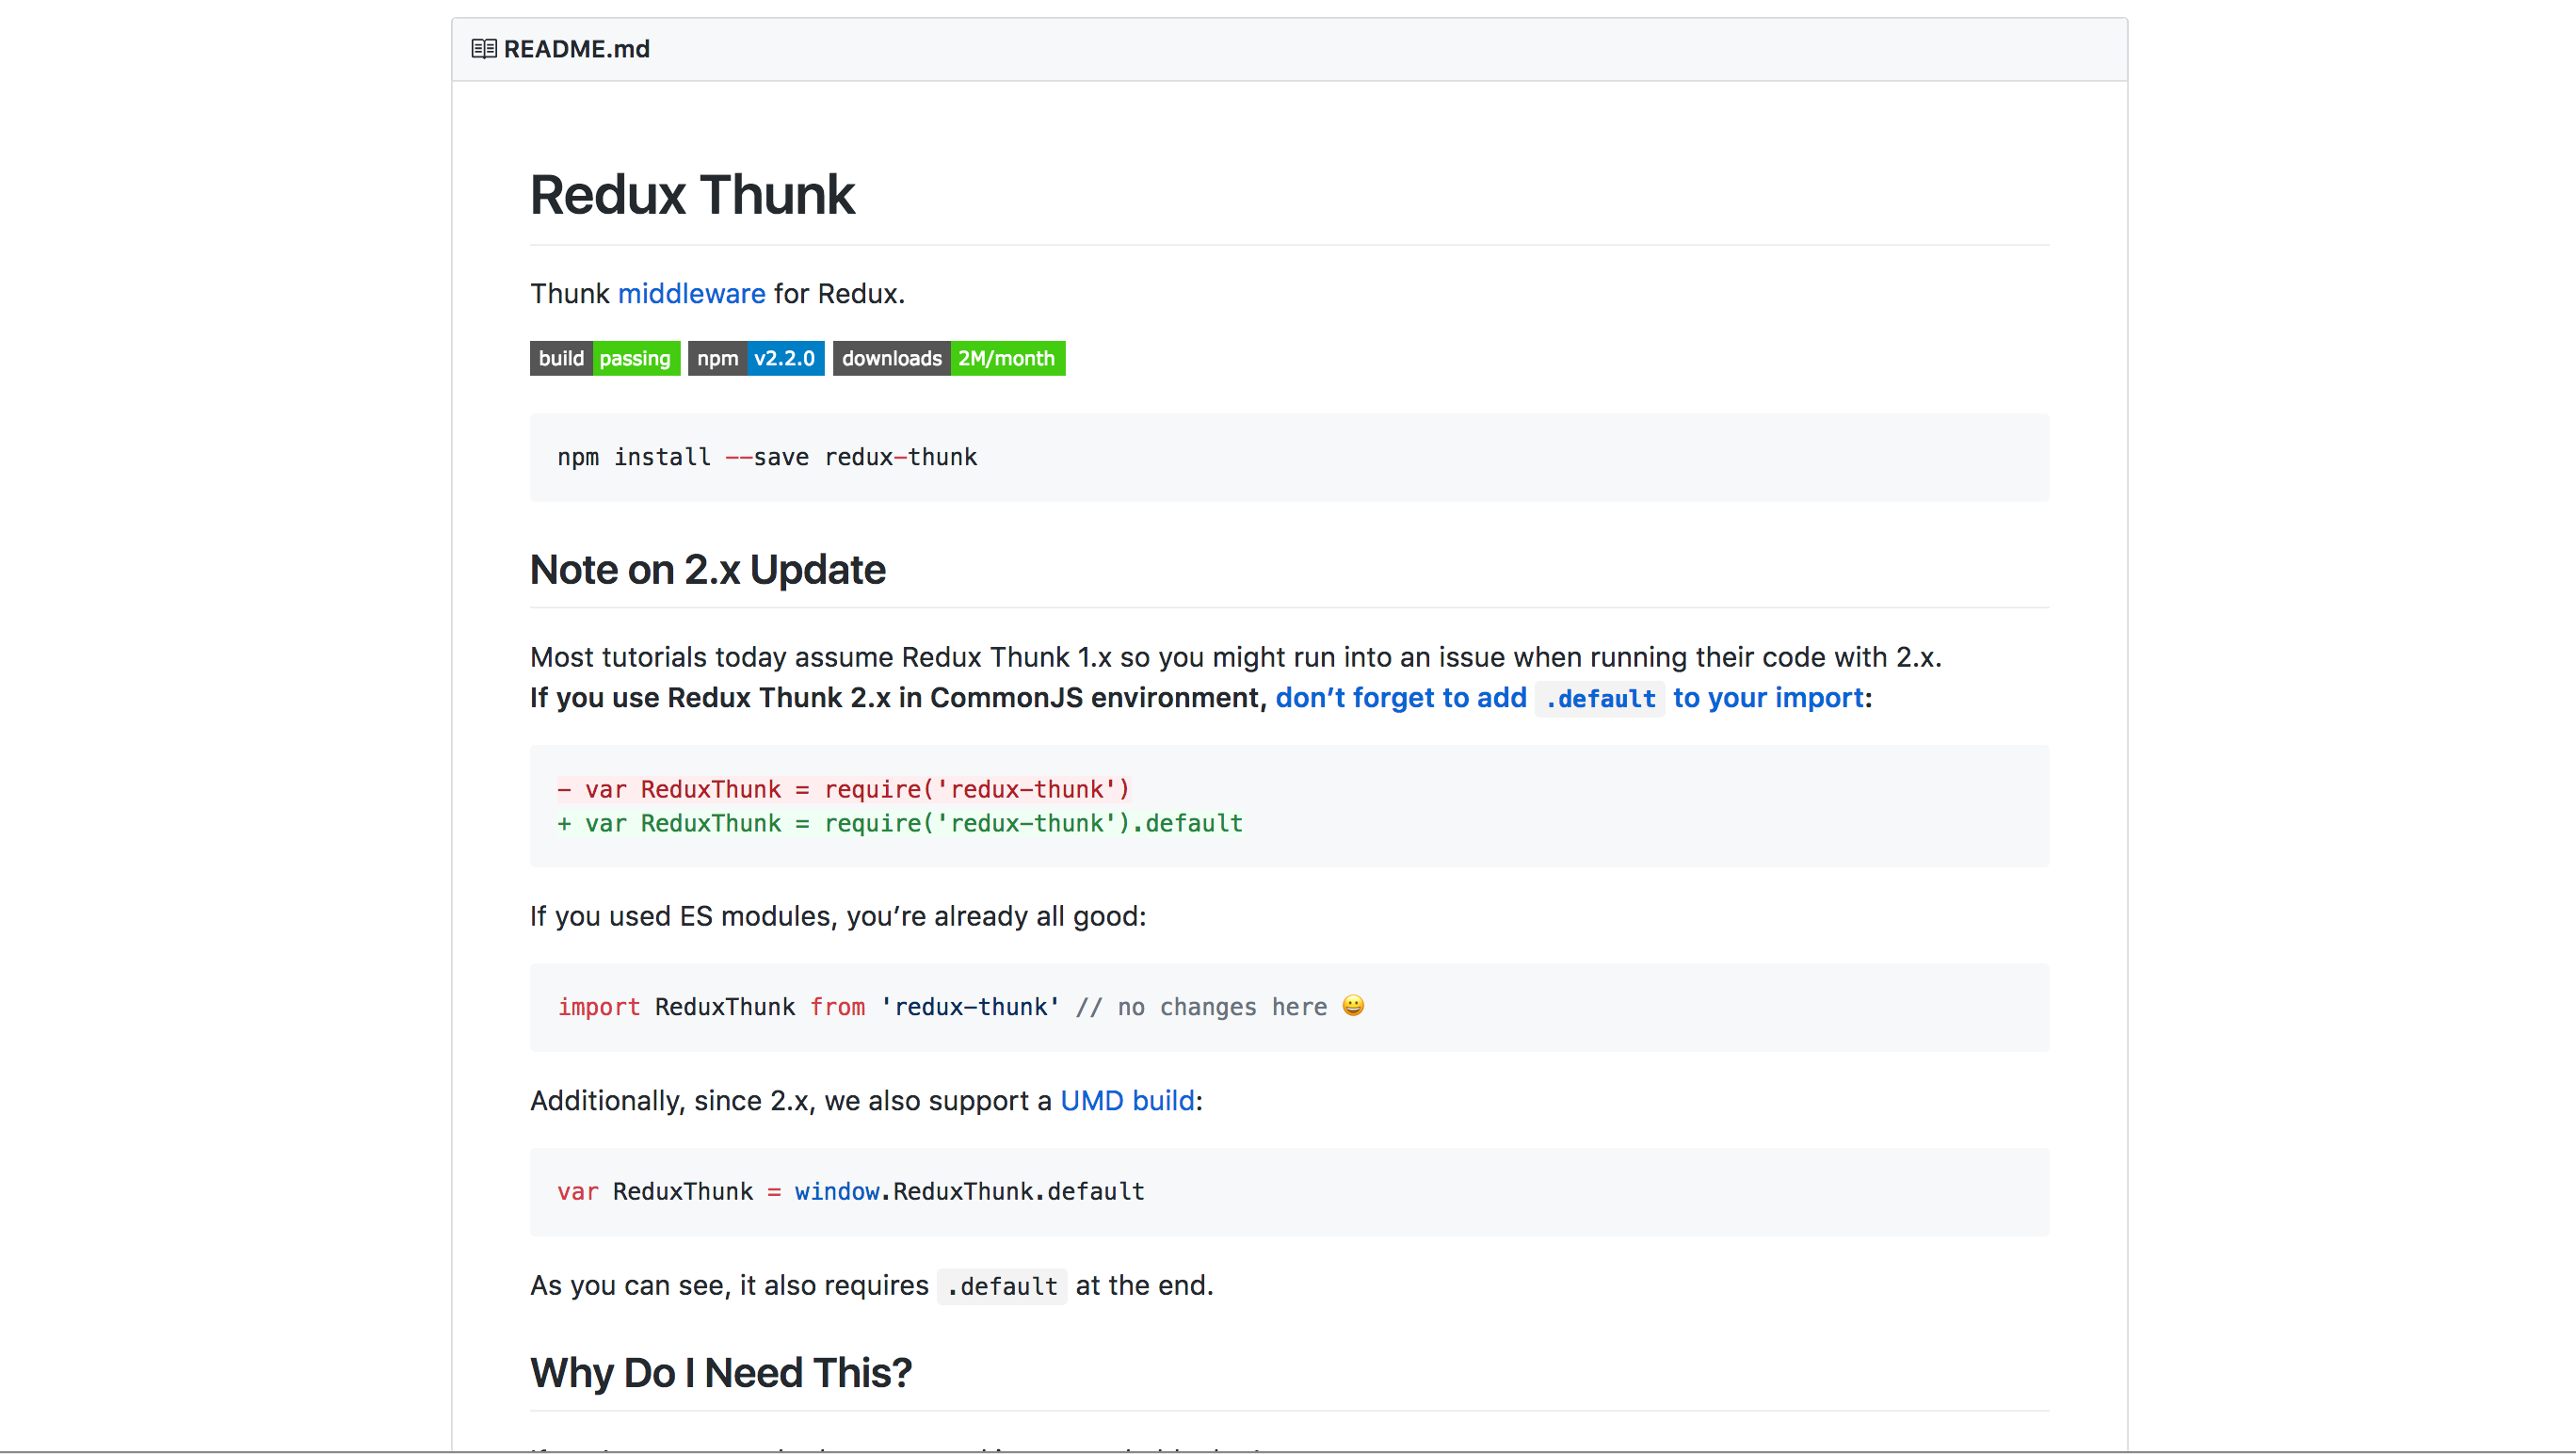 README.md
Redux Thunk
Thunk middleware for Redux.
build passing npm v2.2.0 downloads 2M/month
npm install --save redux-thunk
Note on 2.x Update
Most tutorials today assume Redux Thunk 1.x so you might run into an issue when running their code with 2.x.
If you use Redux Thunk 2.x in CommonJS environment, don’t forget to add .default to your import:
- var ReduxThunk = require('redux-thunk')
+ var ReduxThunk = require('redux-thunk').default
If you used ES modules, you’re already all good:
import ReduxThunk from 'redux-thunk' // no changes here 😀
Additionally, since 2.x, we also support a UMD build:
var ReduxThunk = window.ReduxThunk.default
As you can see, it also requires .default at the end.
Why Do I Need This?